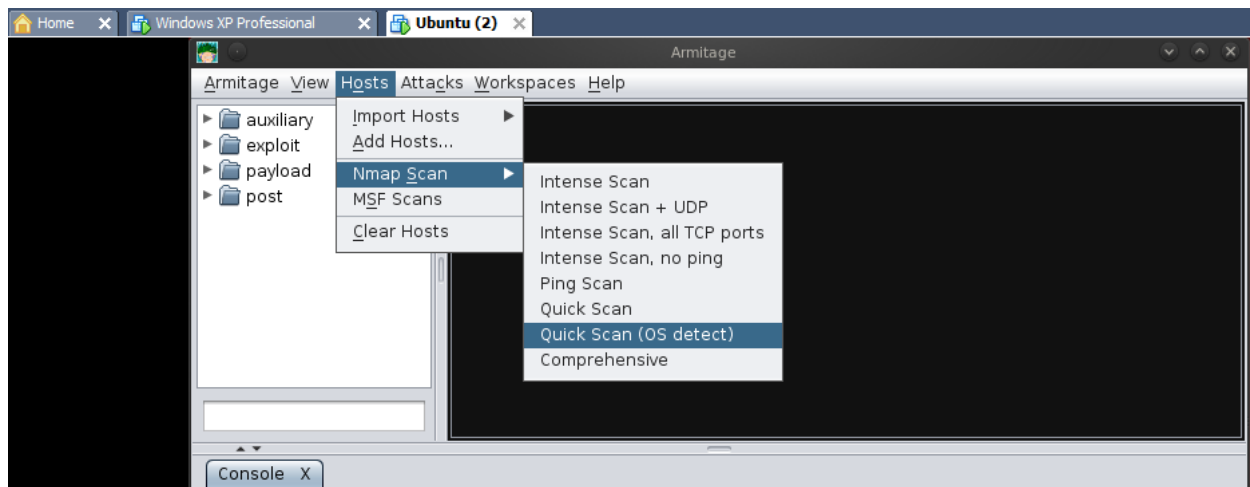 Home X Windows XP Professional X Ubuntu (2) X
Armitage
Armitage View Hosts Attacks Workspaces Help
auxiliary
exploit
payload
post
Import Hosts
Add Hosts...
Nmap Scan
MSF Scans
Clear Hosts
Intense Scan
Intense Scan + UDP
Intense Scan, all TCP ports
Intense Scan, no ping
Ping Scan
Quick Scan
Quick Scan (OS detect)
Comprehensive
Console X